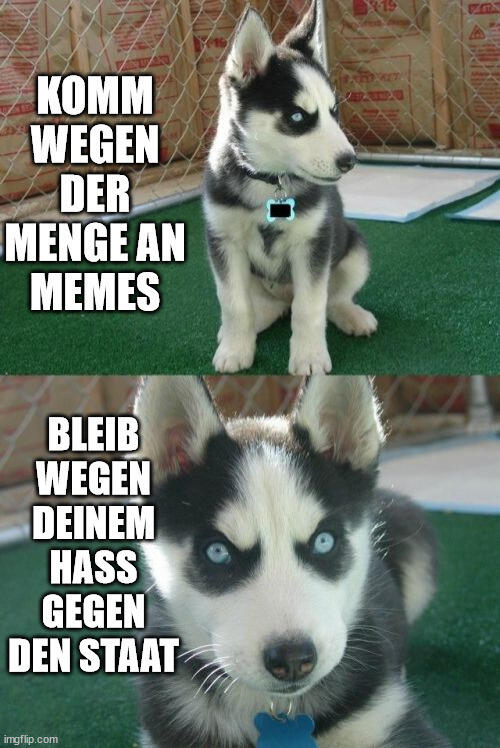 KOMM
WEGEN
DER
MENGE AN
MEMES
BLEIB
WEGEN
DEINEM
HASS
GEGEN
DEN STAAT
imgflip.com